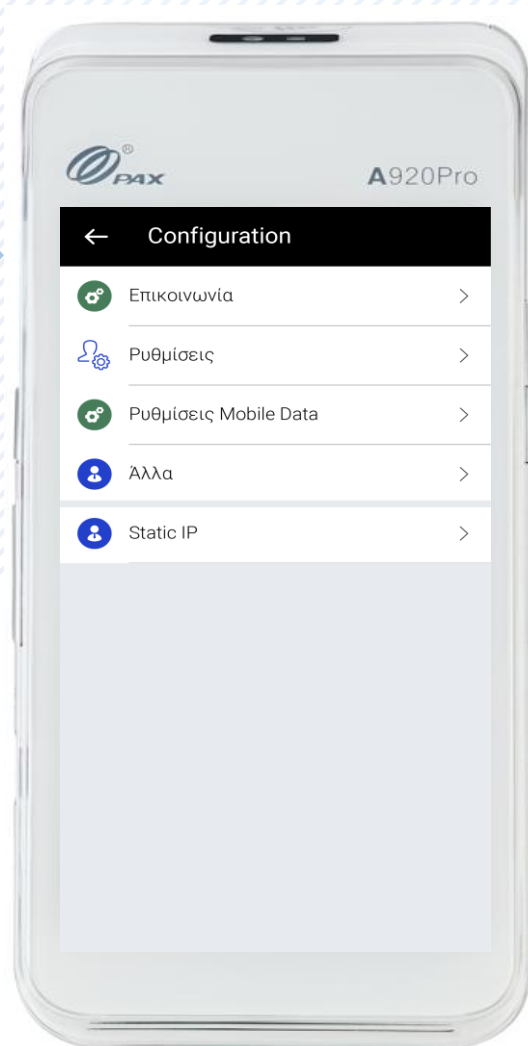 PAX®
A920Pro
Configuration
Επικοινωνία
Ρυθμίσεις
Ρυθμίσεις Mobile Data
Άλλα
Static IP